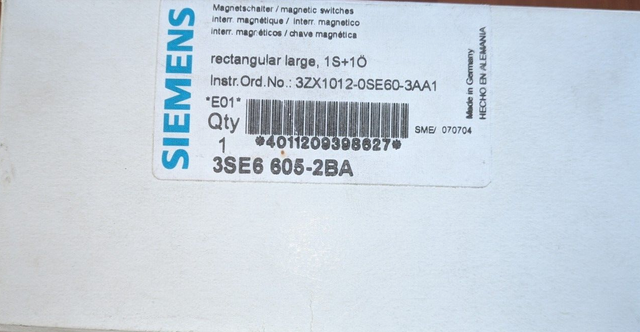 SIEMENS
Magnetschalter / magnetic switches
interr. magnétique / interr. magnetico
interr. magnéticos / chave magnética
rectangular large, 1S+1Ö
Instr.Ord.No.: 3ZX1012-0SE60-3AA1
*E01*
Qty
1
*4011209398627*
SME/ 070704
3SE6 605-2BA
Made in Germany
HECHO EN ALEMANIA